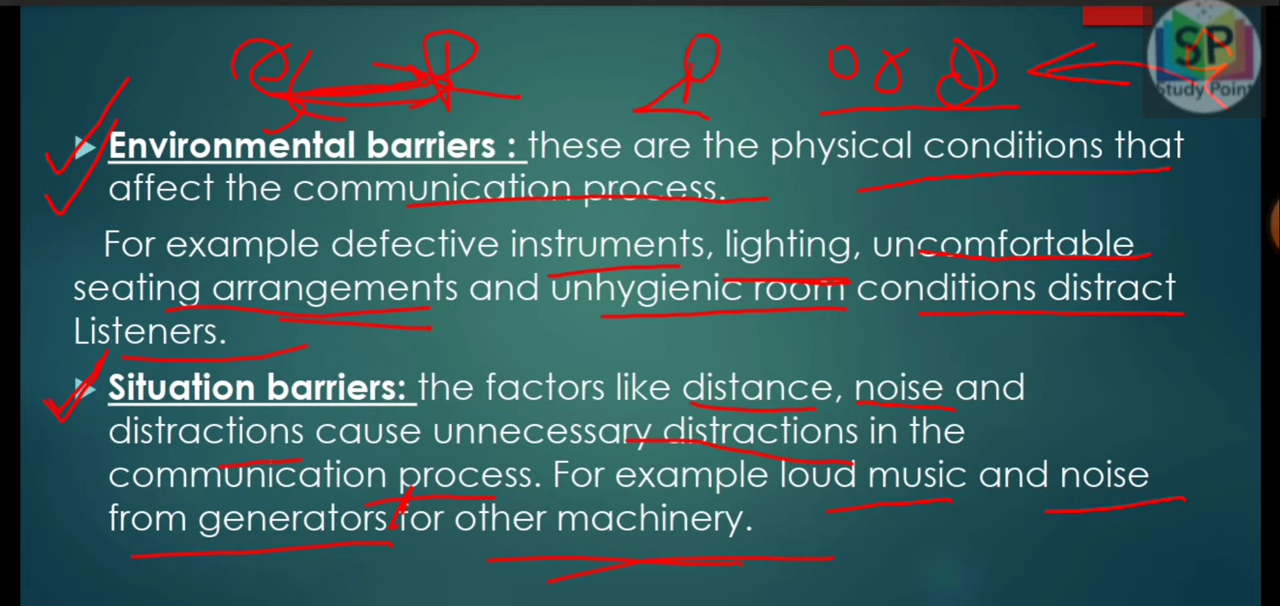 SP
Study Point
Environmental barriers : these are the physical conditions that
affect the communication process.
For example defective instruments, lighting, uncomfortable
seating arrangements and unhygienic room conditions distract
Listeners.
Situation barriers: the factors like distance, noise and
distractions cause unnecessary distractions in the
communication process. For example loud music and noise
from generators for other machinery.